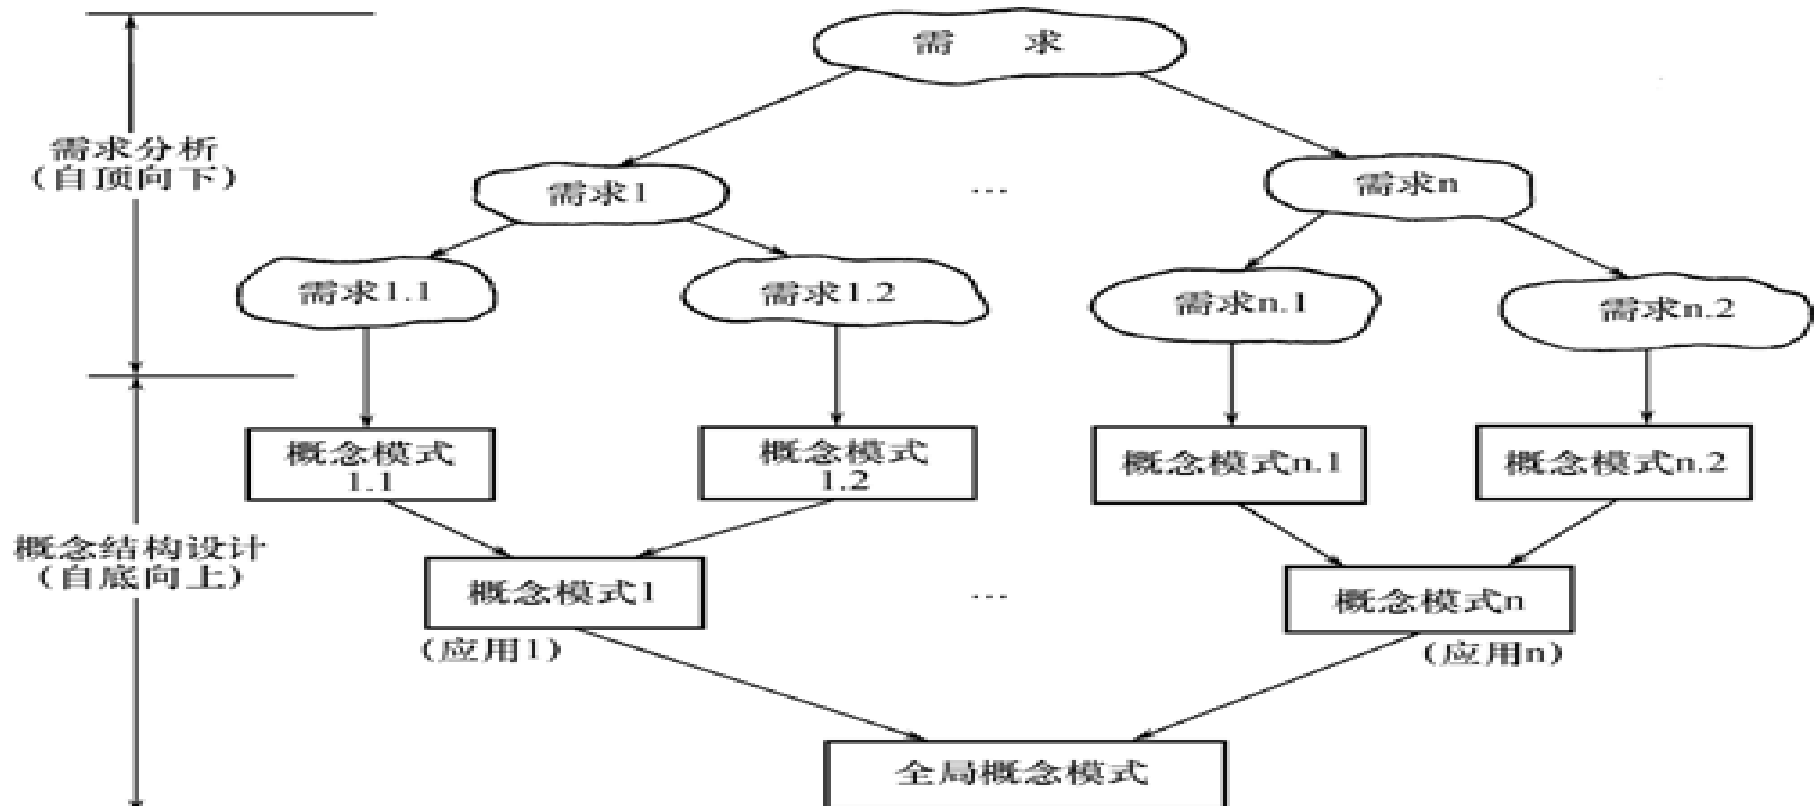 需 求
需求分析
(自顶向下)
需求1
…
需求n
需求1.1
需求1.2
需求n.1
需求n.2
概念模式
1.1
概念模式
1.2
概念模式n.1
概念模式n.2
概念结构设计
(自底向上)
概念模式1
…
概念模式n
(应用1)
(应用n)
全局概念模式